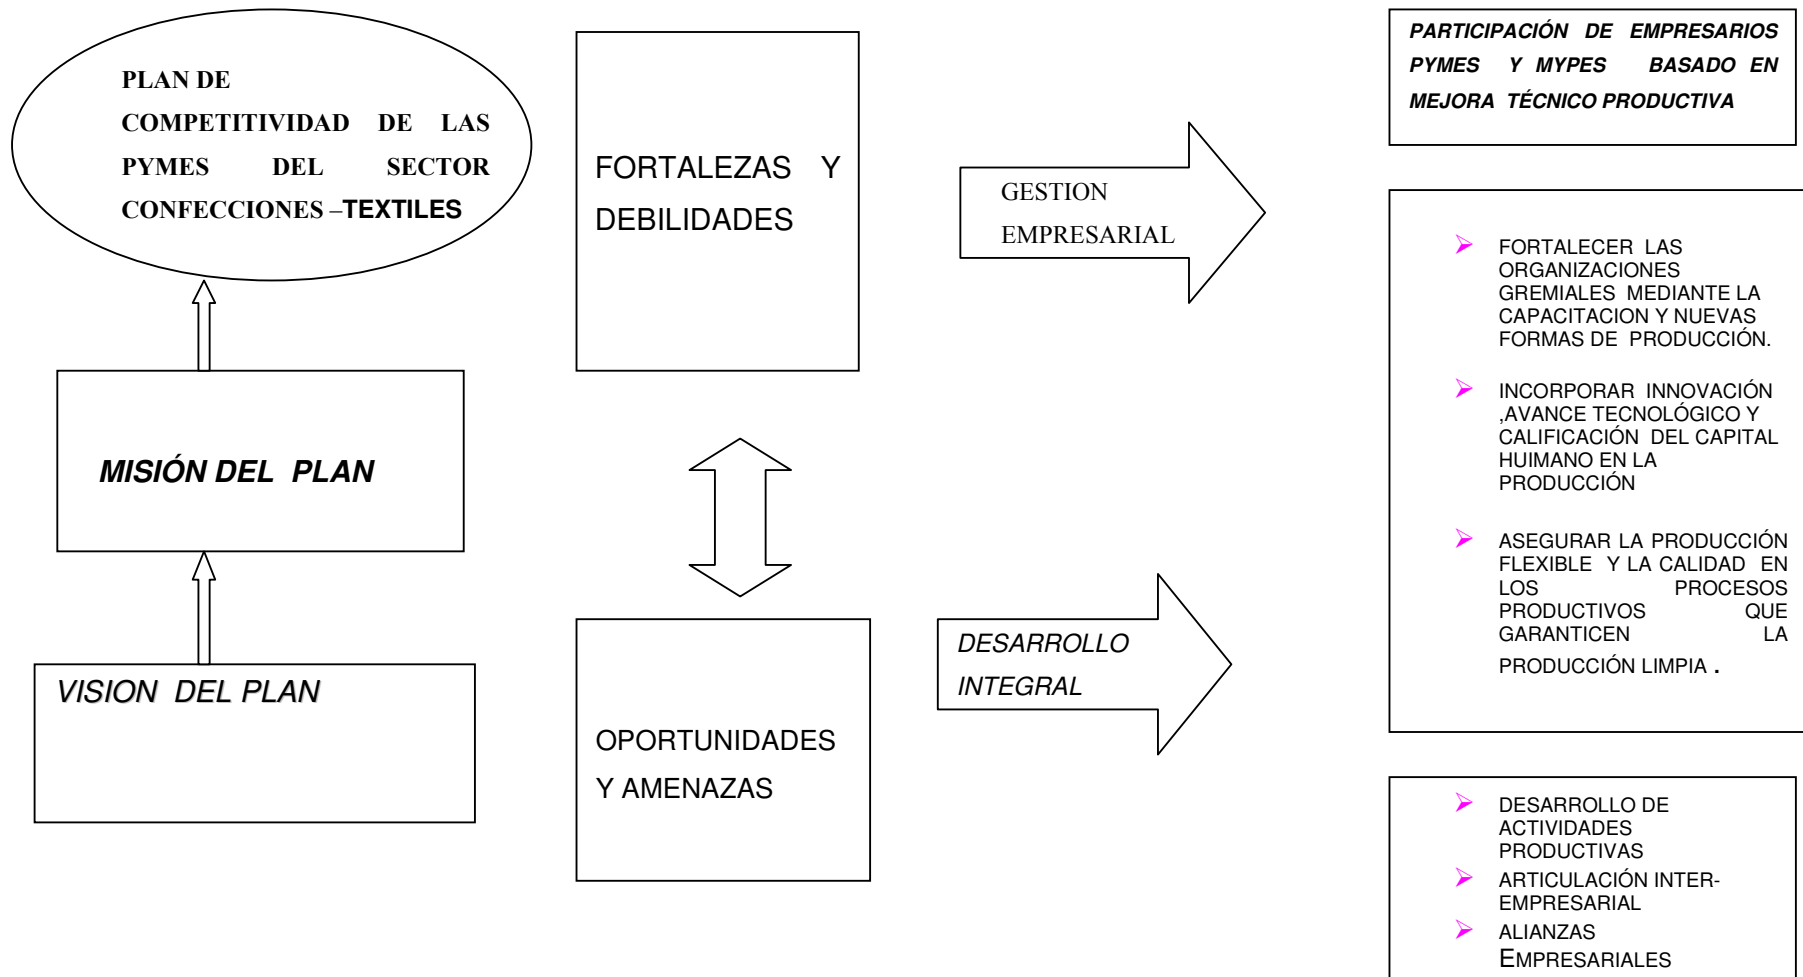 PLAN DE
COMPETITIVIDAD DE LAS
PYMES DEL SECTOR
CONFECCIONES –TEXTILES
MISIÓN DEL PLAN
VISION DEL PLAN
FORTALEZAS Y
DEBILIDADES
OPORTUNIDADES
Y AMENAZAS
GESTION
EMPRESARIAL
DESARROLLO
INTEGRAL
PARTICIPACIÓN DE EMPRESARIOS
PYMES Y MYPES BASADO EN
MEJORA TÉCNICO PRODUCTIVA
➢ FORTALECER LAS
ORGANIZACIONES
GREMIALES MEDIANTE LA
CAPACITACION Y NUEVAS
FORMAS DE PRODUCCIÓN.
➢ INCORPORAR INNOVACIÓN
,AVANCE TECNOLÓGICO Y
CALIFICACIÓN DEL CAPITAL
HUIMANO EN LA
PRODUCCIÓN
➢ ASEGURAR LA PRODUCCIÓN
FLEXIBLE Y LA CALIDAD EN
LOS PROCESOS
PRODUCTIVOS QUE
GARANTICEN LA
PRODUCCIÓN LIMPIA .
➢ DESARROLLO DE
ACTIVIDADES
PRODUCTIVAS
➢ ARTICULACIÓN INTER-
EMPRESARIAL
➢ ALIANZAS
EMPRESARIALES